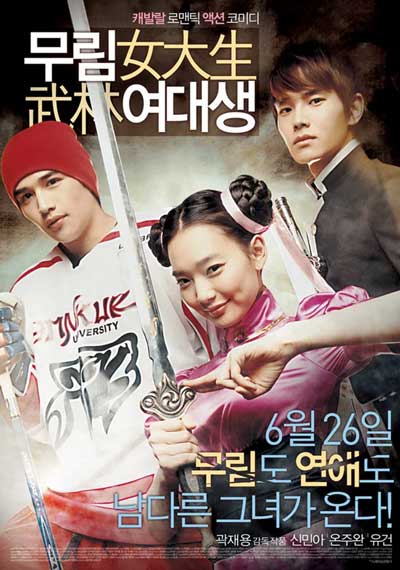 캐발랄 로맨틱 액션 코미디
무림女大生
武林여대생
UNIVERSITY
6월 26일
무림도 연애도
남다른 그녀가 온다!
곽재용 감독작품 신민아 온주완 유건